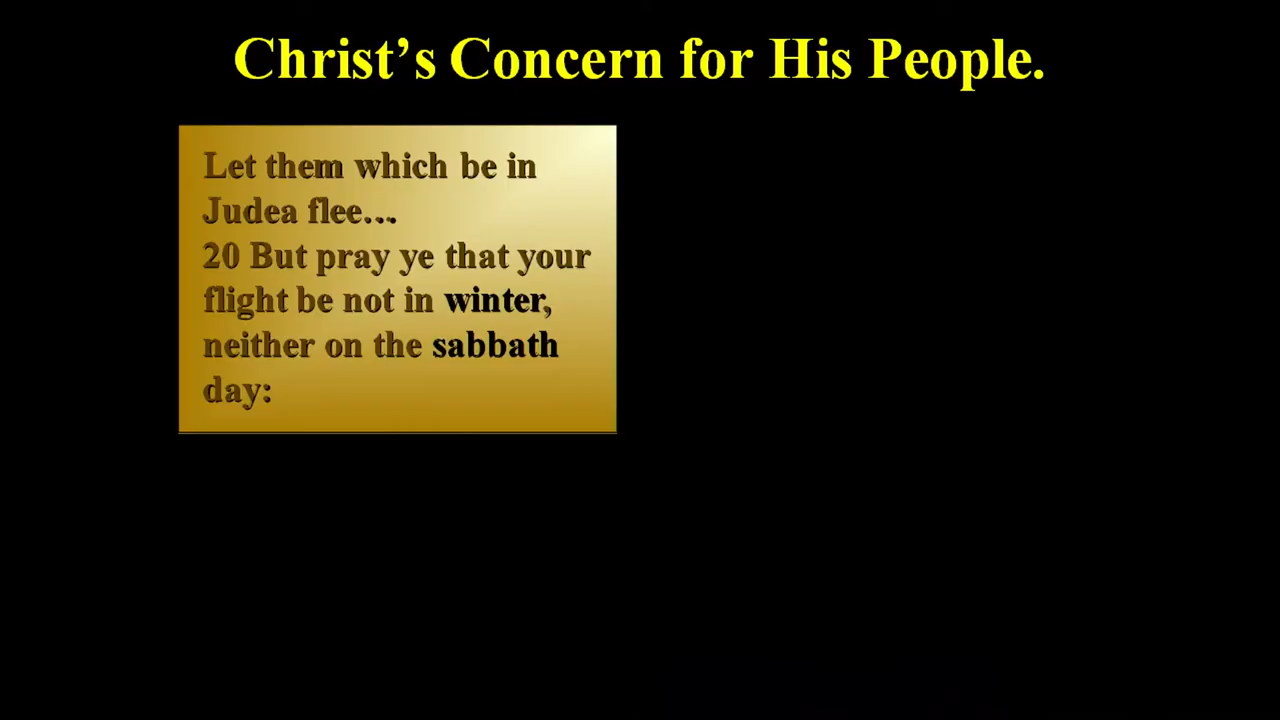 Christ’s Concern for His People.
Let them which be in
Judea flee…
20 But pray ye that your
flight be not in winter,
neither on the sabbath
day: